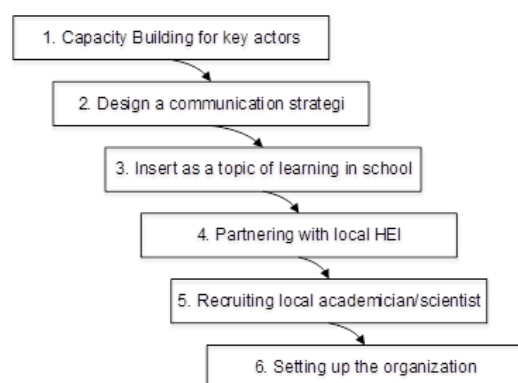 1. Capacity Building for key actors
2. Design a communication strategi
3. Insert as a topic of learning in school
4. Partnering with local HEI
5. Recruiting local academician/scientist
6. Setting up the organization